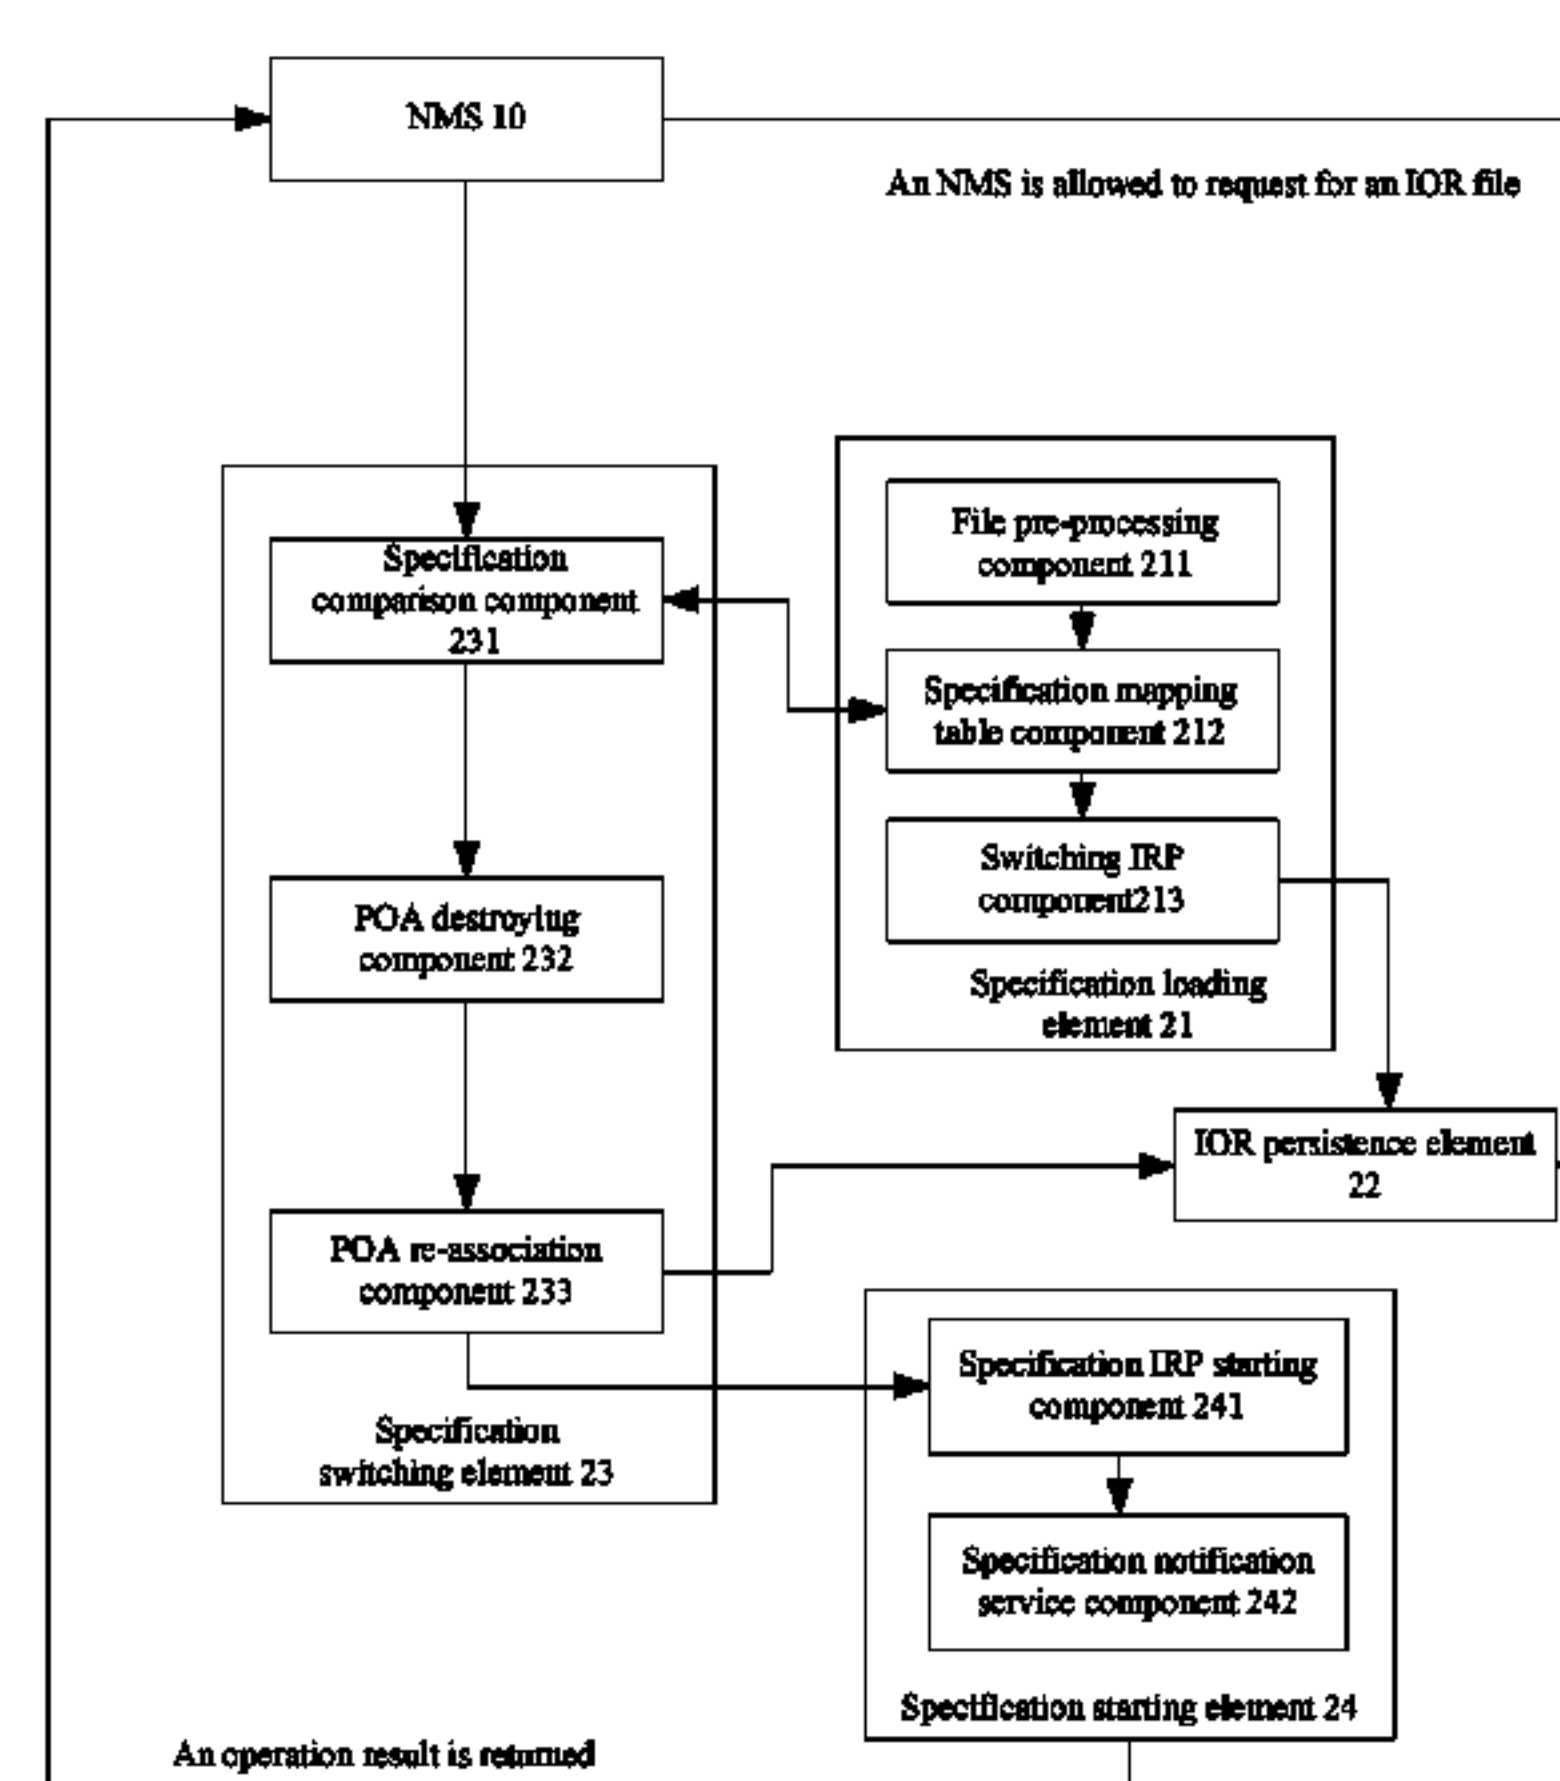 NMS 10
An NMS is allowed to request for an IOR file
Specification
comparison component
231
File pre-processing
component 211
Specification mapping
table component 212
Switching IRP
component213
Specification loading
element 21
POA destroying
component 232
IOR persistence element
22
POA re-association
component 233
Specification IRP starting
component 241
Specification
switching element 23
Specification notification
service component 242
Specification starting element 24
An operation result is returned